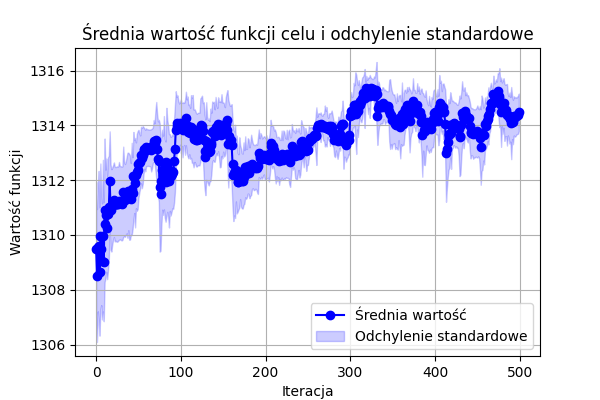 Średnia wartość funkcji celu i odchylenie standardowe
Wartość funkcji
1316
1314
1312
1310
1308
1306
0
100
200
300
400
500
Iteracja
Średnia wartość
Odchylenie standardowe